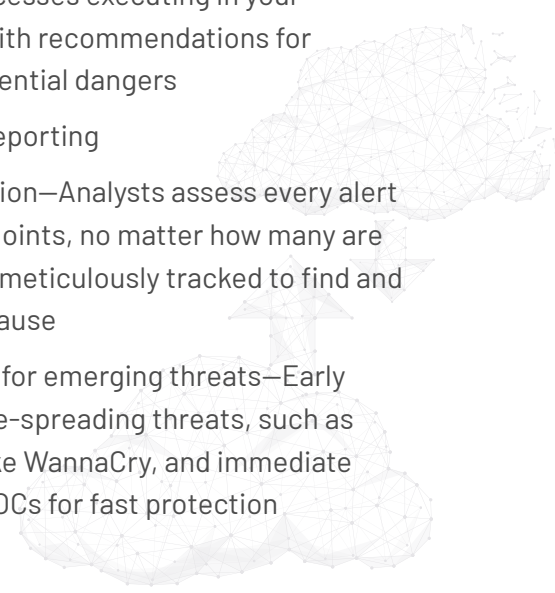 esses executing in your
ith recommendations for
ential dangers
eporting
ion—Analysts assess every alert
oints, no matter how many are
meticulously tracked to find and
ause
for emerging threats—Early
e-spreading threats, such as
ke WannaCry, and immediate
OCs for fast protection